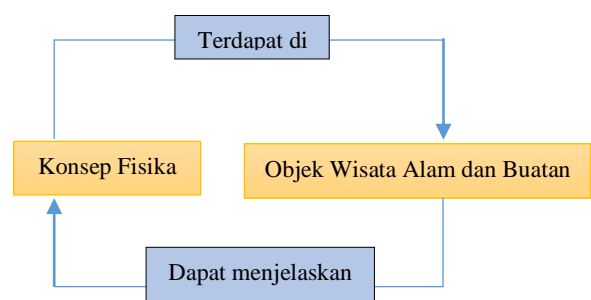 Terdapat di
Konsep Fisika
Objek Wisata Alam dan Buatan
Dapat menjelaskan